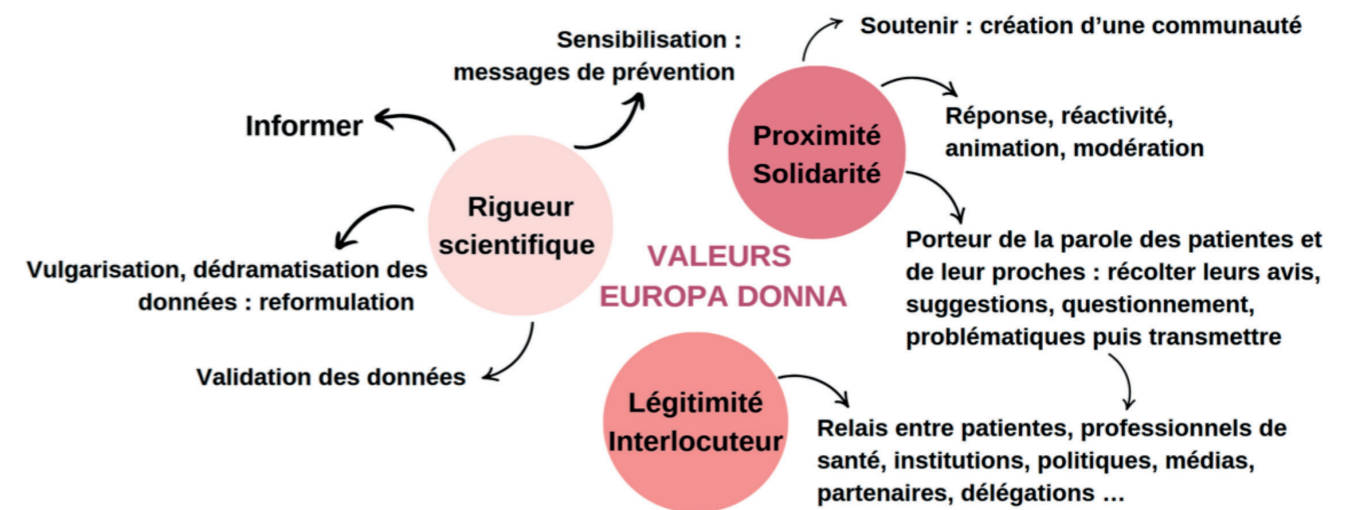 Sensibilisation :
messages de prévention
Informer
Rigueur
scientifique
Vulgarisation, dédramatisation des
données : reformulation
Validation des données
VALEURS
EUROPA DONNA
Soutenir : création d’une communauté
Proximité
Solidarité
Réponse, réactivité,
animation, modération
Porteur de la parole des patientes et
de leur proches : récolter leurs avis,
suggestions, questionnement,
problématiques puis transmettre
Légitimité
Interlocuteur
Relais entre patientes, professionnels de
santé, institutions, politiques, médias,
partenaires, délégations ...